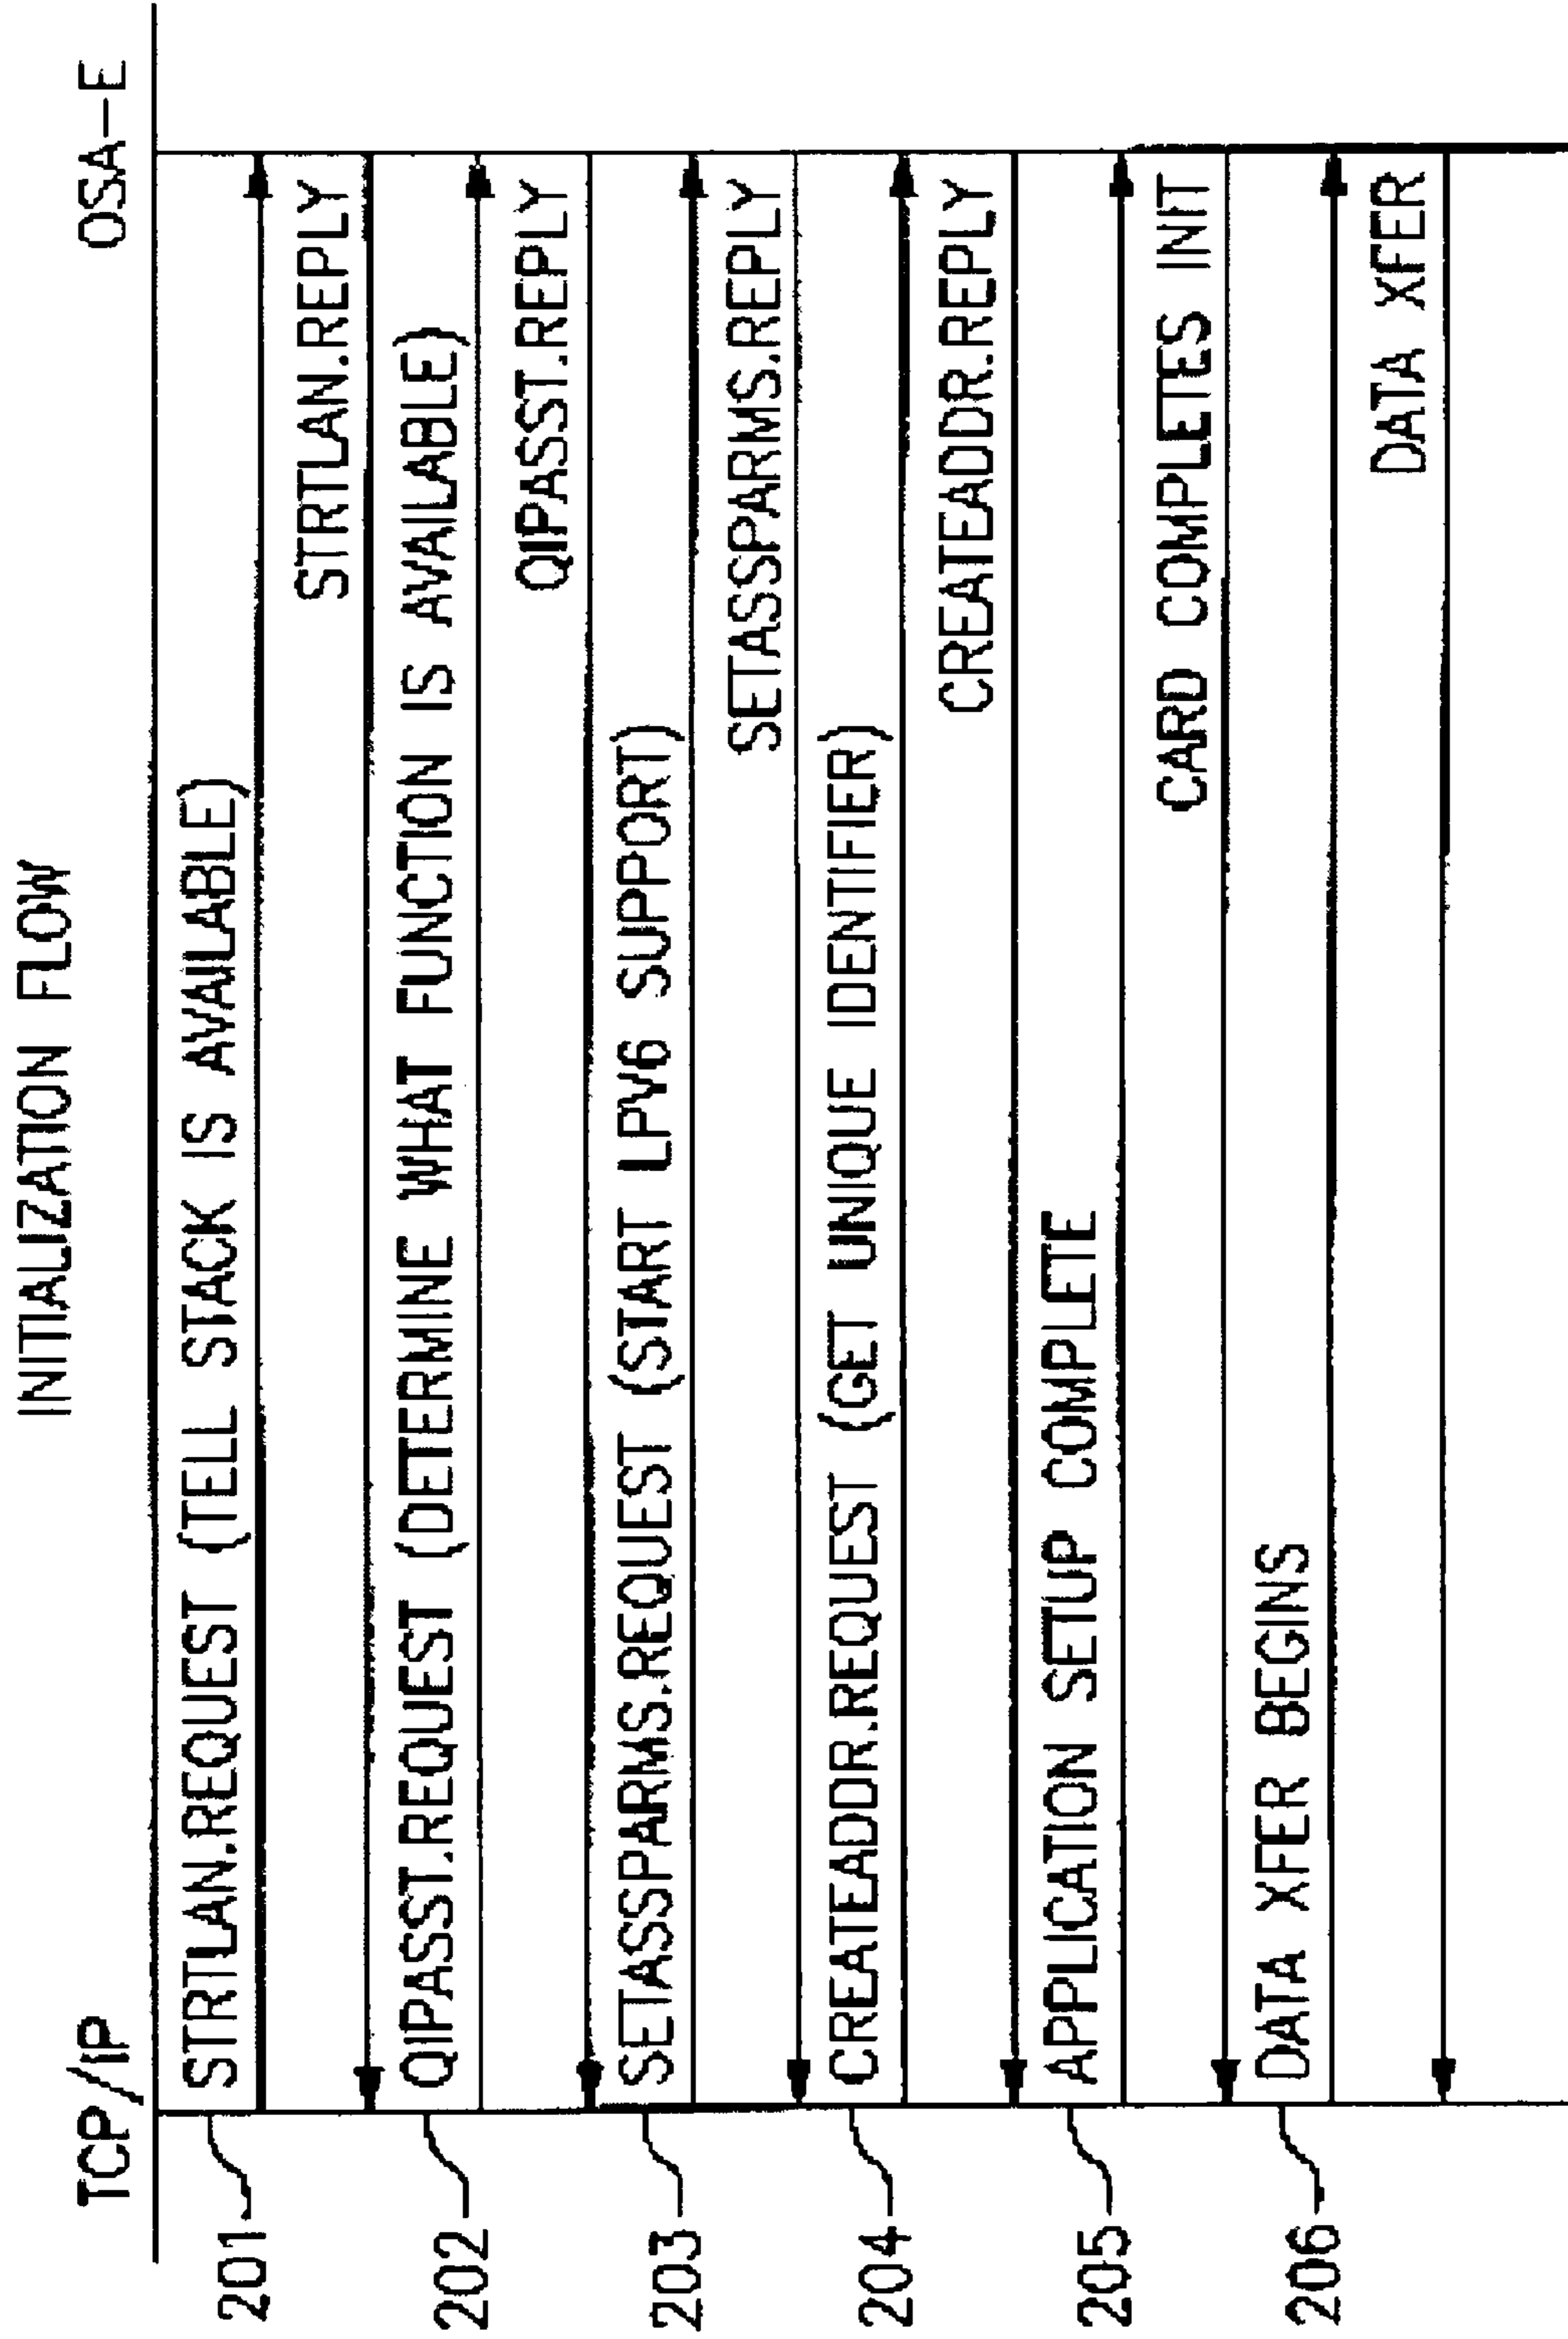 INITIALIZATION FLOW
TCP/IP OSA-E
201 STRTLAN.REQUEST (TELL STACK IS AVAILABLE)
STRTLAN.REPLY
202 QIPASST.REQUEST (DETERMINE WHAT FUNCTION IS AVAILABLE)
QIPASST.REPLY
203 SETASSPARMS.REQUEST (START LPV6 SUPPORT)
SETASSPARMS.REPLY
204 CREATEADDR.REQUEST (GET UNIQUE IDENTIFIER)
CREATEADDR.REPLY
205 APPLICATION SETUP COMPLETE
CARD COMPLETES INIT
206 DATA XFER BEGINS
DATA XFER